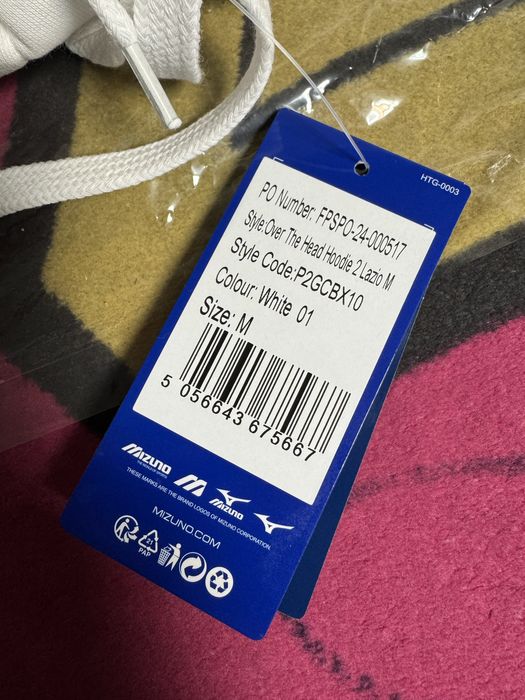 HTG-0003
PO Number: FPSPO-24-000517
Style:Over The Head Hoodie 2 Lazio M
Style Code:P2GCBX10
Colour: White 01
Size: M
5 056643 675667
MIZUNO
MIZUNO
THESE MARKS ARE THE BRAND LOGOS OF MIZUNO CORPORATION.
MIZUNO.COM
21
PAP